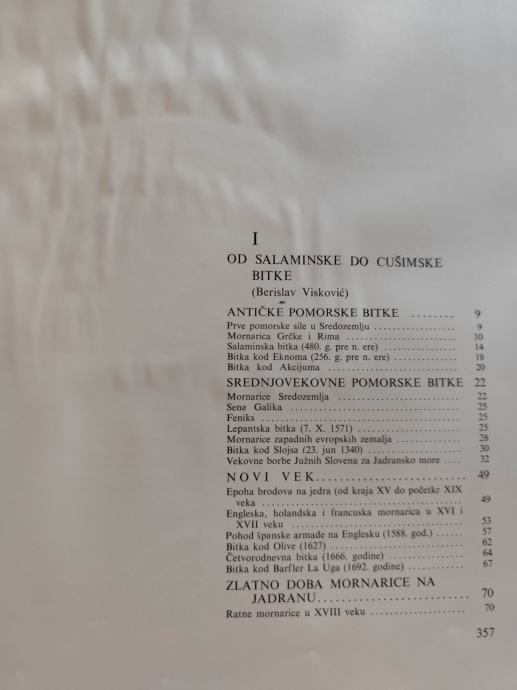 I
OD SALAMINSKE DO CUŠIMSKE
BITKE
(Berislav Visković)
ANTIČKE POMORSKE BITKE ........ 9
Prve pomorske sile u Sredozemlju ................. 9
Mornarica Grčke i Rima ......................... 10
Salaminska bitka (480. g. pre n. ere) ................ 14
Bitka kod Eknoma (256. g. pre n. ere) ............. 18
Bitka kod Akcijuma ............................ 20
SREDNJOVEKOVNE POMORSKE BITKE 22
Mornarice Sredozemlja .......................... 22
Sena Galika ................................... 25
Feniks ........................................ 25
Lepantska bitka (7. X. 1571) ...................... 25
Mornarice zapadnih evropskih zemalja ............. 28
Bitka kod Slojsa (23. jun 1340) .................... 30
Vekovne borbe Južnih Slovena za Jadransko more .... 32
NOVI VEK........................... 49
Epoha brodova na jedra (od kraja XV do početka XIX
veka ....................................... 49
Engleska, holandska i francuska mornarica u XVI i
XVII veku ................................... 53
Pohod španske armade na Englesku (1588. god.) ...... 57
Bitka kod Olive (1627) ........................... 62
Četvorodnevna bitka (1666. godine) ................ 64
Bitka kod Barfler La Uga (1692. godine) ............ 67
ZLATNO DOBA MORNARICE NA
JADRANU.......................... 70
Ratne mornarice u XVIII veku .................... 70
357